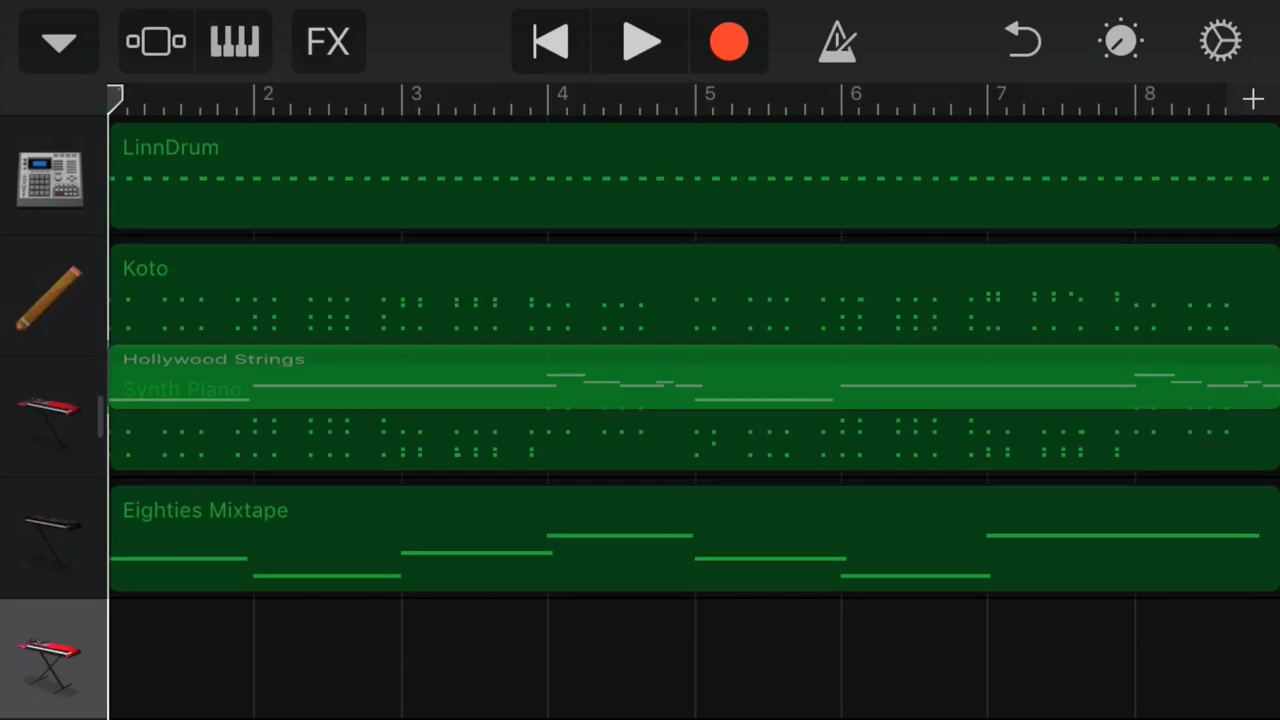 FX
2 3 4 5 6 7 8
LinnDrum
Koto
Hollywood Strings
Synth Piano
Eighties Mixtape